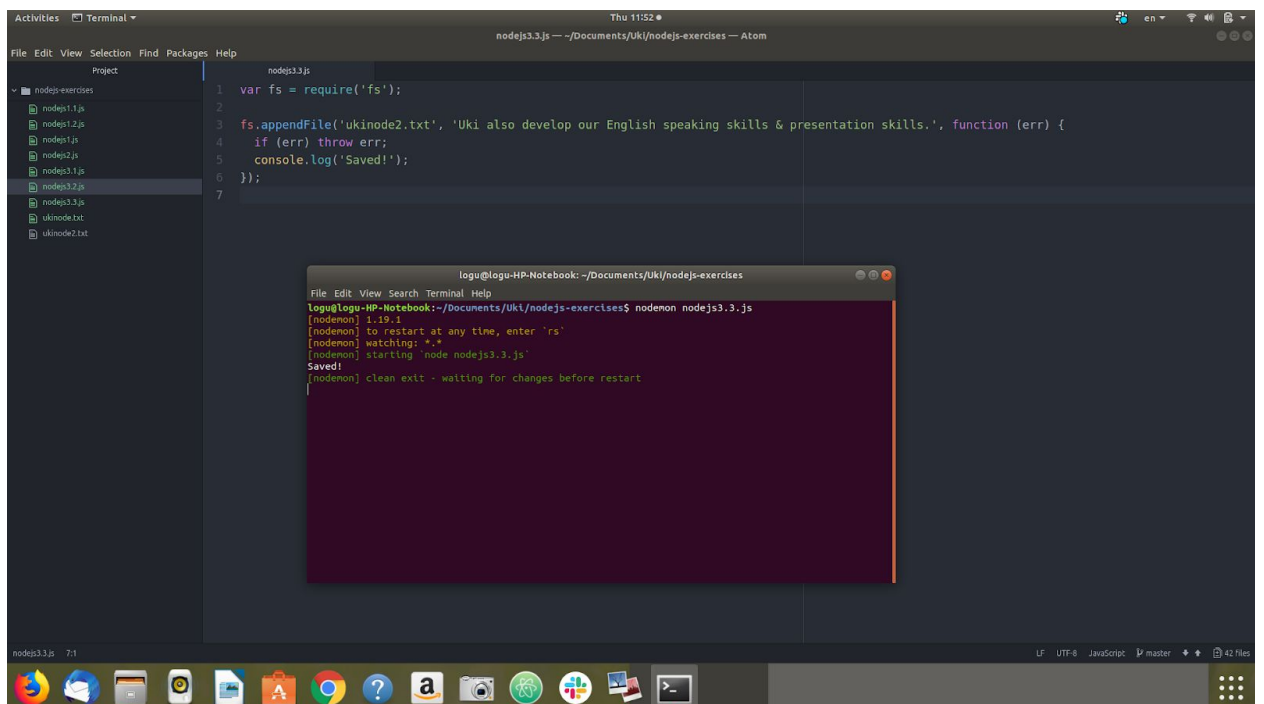 Activities Terminal Thu 11:52 en
nodejs3.3.js — ~/Documents/Uki/nodejs-exercises — Atom
File Edit View Selection Find Packages Help
Project
nodejs3.3.js
nodejs-exercises
nodejs1.1.js
nodejs1.2.js
nodejs1.js
nodejs2.js
nodejs3.1.js
nodejs3.2.js
nodejs3.3.js
ukinode.txt
ukinode2.txt
1 var fs = require('fs');
2
3 fs.appendFile('ukinode2.txt', 'Uki also develop our English speaking skills & presentation skills.', function (err) {
4 if (err) throw err;
5 console.log('Saved!');
6 });
7
logu@logu-HP-Notebook: ~/Documents/Uki/nodejs-exercises
File Edit View Search Terminal Help
logu@logu-HP-Notebook:~/Documents/Uki/nodejs-exercises$ nodemon nodejs3.3.js
[nodemon] 1.19.1
[nodemon] to restart at any time, enter `rs`
[nodemon] watching: *.*
[nodemon] starting `node nodejs3.3.js`
Saved!
[nodemon] clean exit - waiting for changes before restart
nodejs3.3.js 7:1 LF UTF-8 JavaScript master 42 files